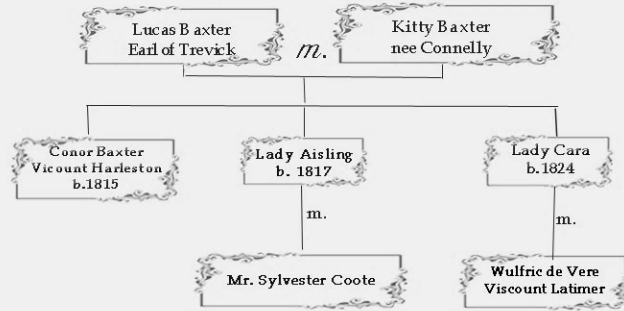 Lucas Baxter
Earl of Trevick
m.
Kitty Baxter
nee Connelly
Conor Baxter
Vicount Harleston
b.1815
Lady Aisling
b. 1817
Lady Cara
b.1824
m.
m.
Mr. Sylvester Coote
Wulfric de Vere
Viscount Latimer